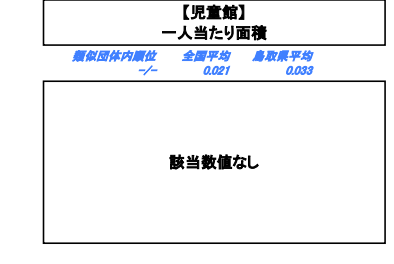 【児童館】
一人当たり面積
類似団体内順位 全国平均 鳥取県平均
-/- 0.021 0.033
該当数値なし